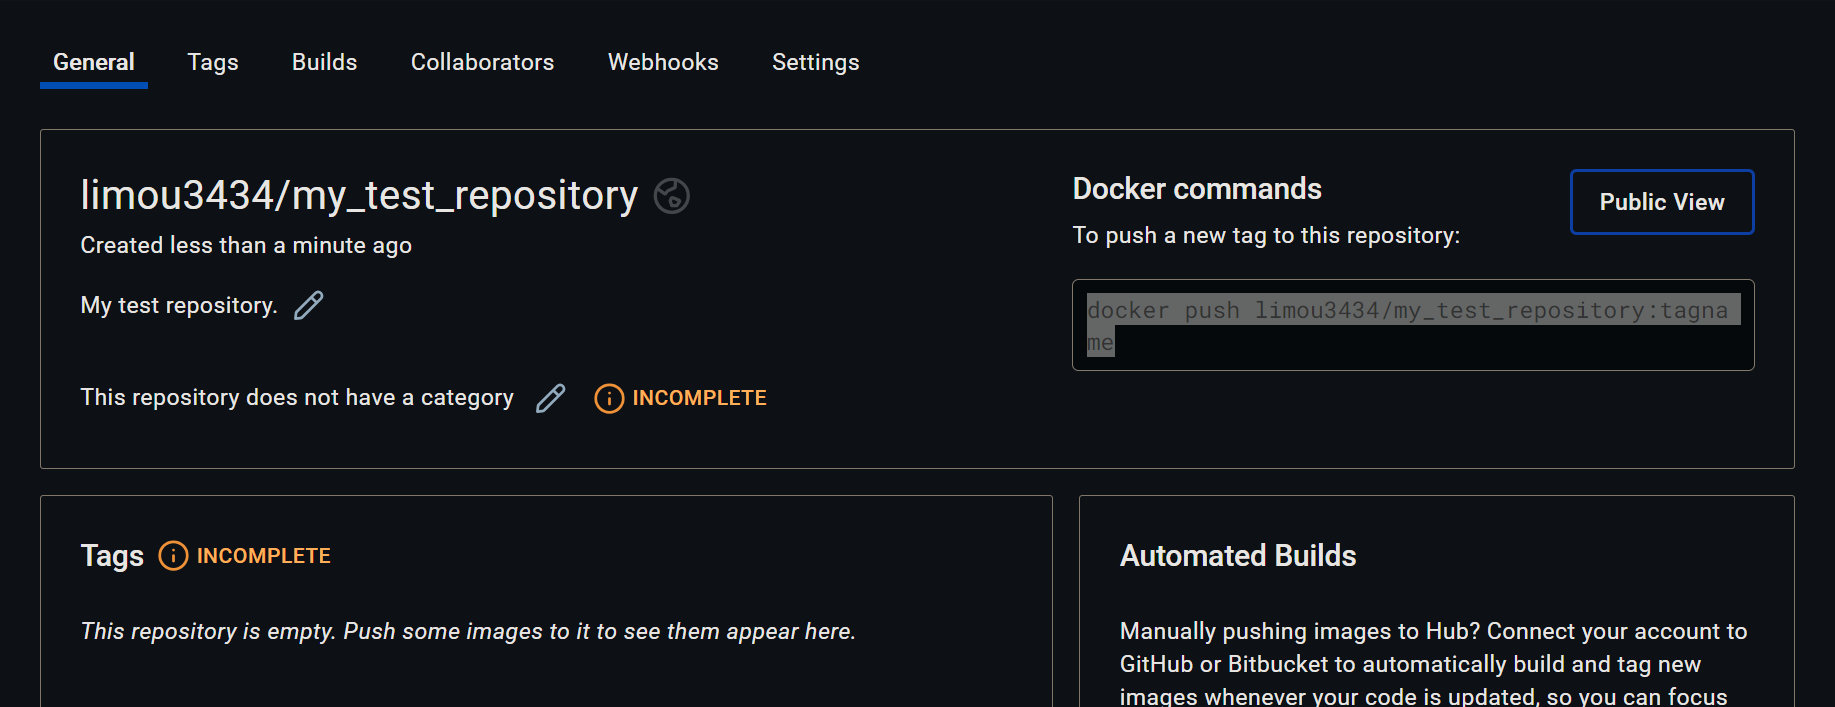 General Tags Builds Collaborators Webhooks Settings
limou3434/my_test_repository
Created less than a minute ago
My test repository.
This repository does not have a category INCOMPLETE
Docker commands
Public View
To push a new tag to this repository:
docker push limou3434/my_test_repository:tagna
me
Tags INCOMPLETE
This repository is empty. Push some images to it to see them appear here.
Automated Builds
Manually pushing images to Hub? Connect your account to
GitHub or Bitbucket to automatically build and tag new
images whenever your code is updated, so you can focus